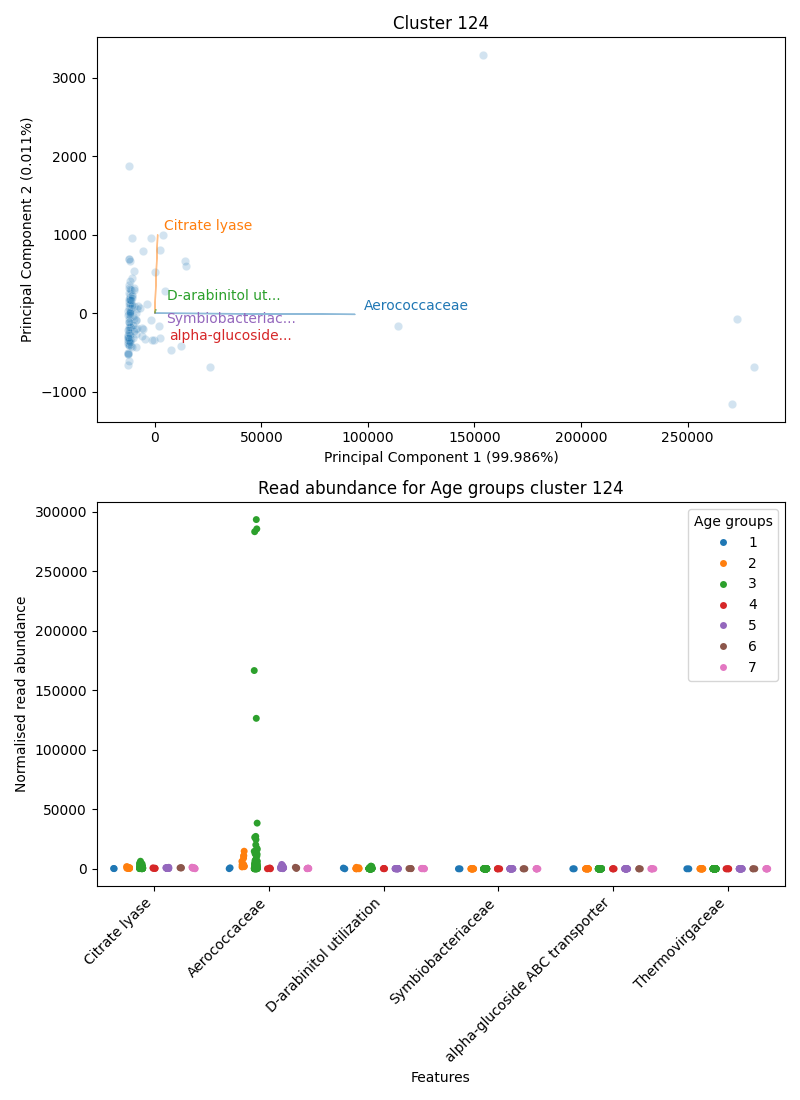 Cluster 124
Principal Component 2 (0.011%)
3000
2000
1000
0
−1000
Citrate lyase
D-arabinitol ut...
Aerococcaceae
Symbiobacteriac...
alpha-glucoside...
0
50000
100000
150000
200000
250000
Principal Component 1 (99.986%)
Read abundance for Age groups cluster 124
Normalised read abundance
300000
250000
200000
150000
100000
50000
0
Age groups
1
2
3
4
5
6
7
Citrate lyase
Aerococcaceae
D-arabinitol utilization
Symbiobacteriaceae
alpha-glucoside ABC transporter
Thermovirgaceae
Features